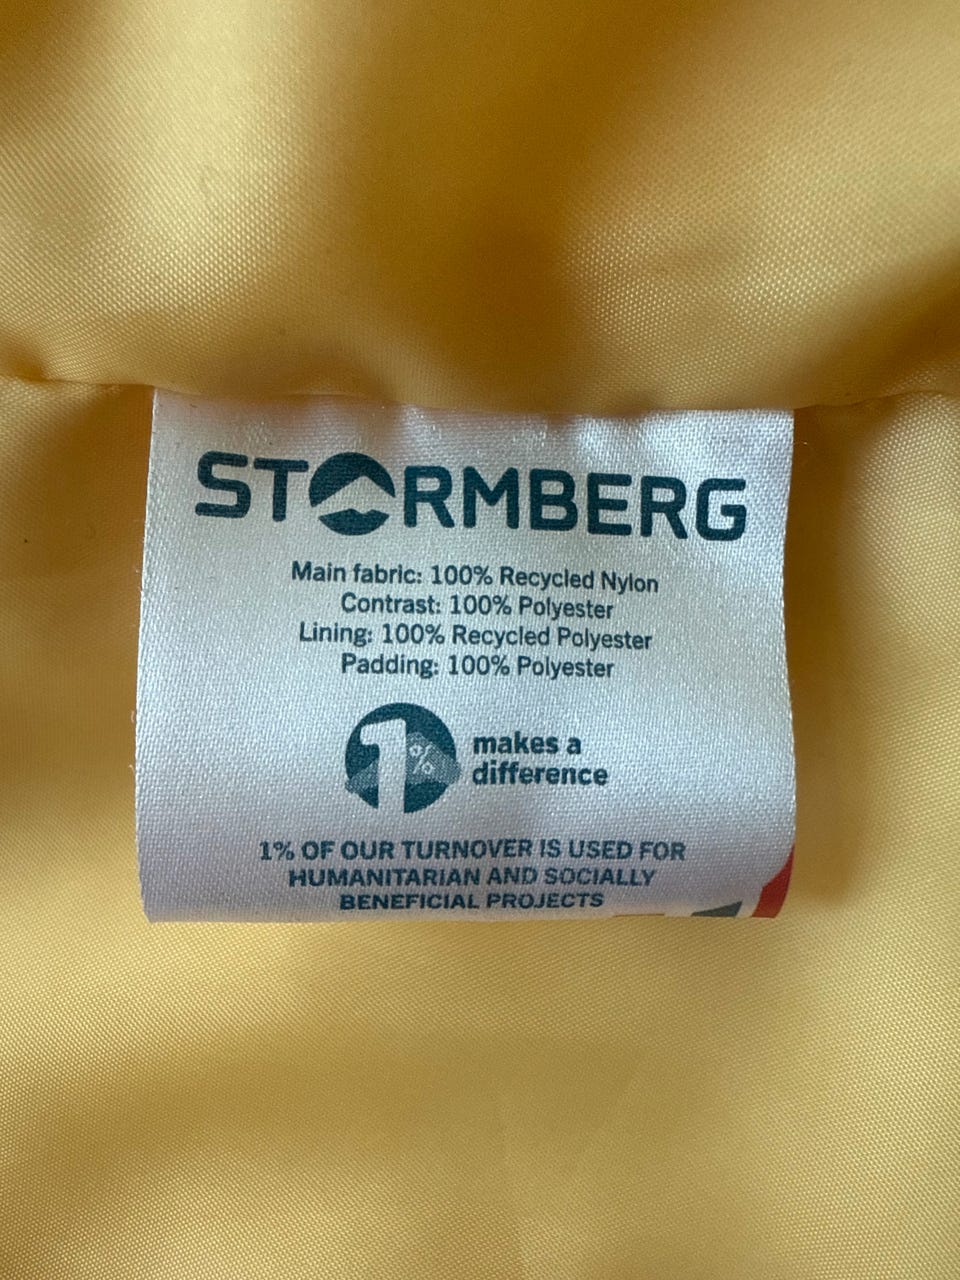 STORMBERG
Main fabric: 100% Recycled Nylon
Contrast: 100% Polyester
Lining: 100% Recycled Polyester
Padding: 100% Polyester
1% makes a
difference
1% OF OUR TURNOVER IS USED FOR
HUMANITARIAN AND SOCIALLY
BENEFICIAL PROJECTS